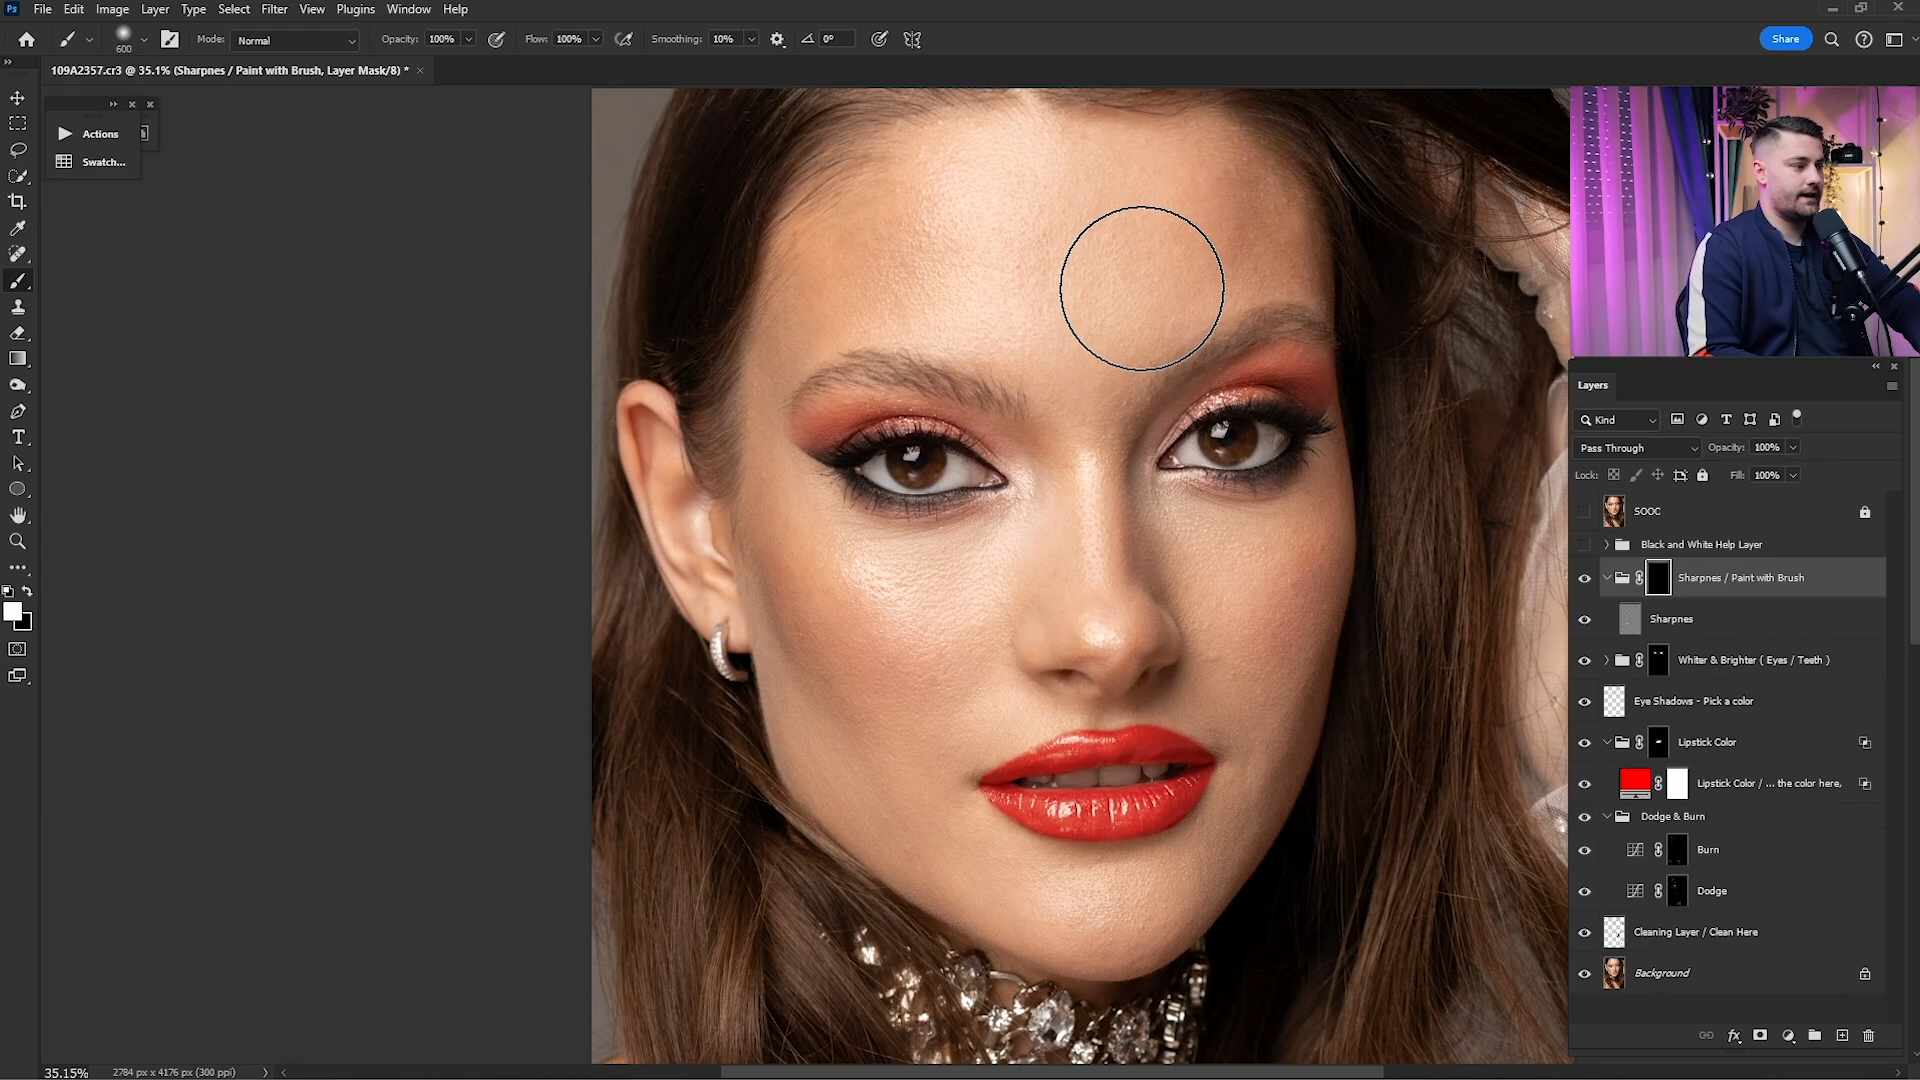 Ps File Edit Image Layer Type Select Filter View Plugins Window Help
600 Mode: Normal Opacity: 100% Flow: 100% Smoothing: 10% 0° Share
109A2357.cr3 @ 35.1% (Sharpnes / Paint with Brush, Layer Mask/8) * ×
Actions
Swatch...
Layers
Kind
Pass Through Opacity: 100%
Lock: Fill: 100%
SOOC
Black and White Help Layer
Sharpnes / Paint with Brush
Sharpnes
Whiter & Brighter ( Eyes / Teeth )
Eye Shadows - Pick a color
Lipstick Color
Lipstick Color / ... the color here,
Dodge & Burn
Burn
Dodge
Cleaning Layer / Clean Here
Background
fx
35.15% 2784 px x 4176 px (300 ppi)